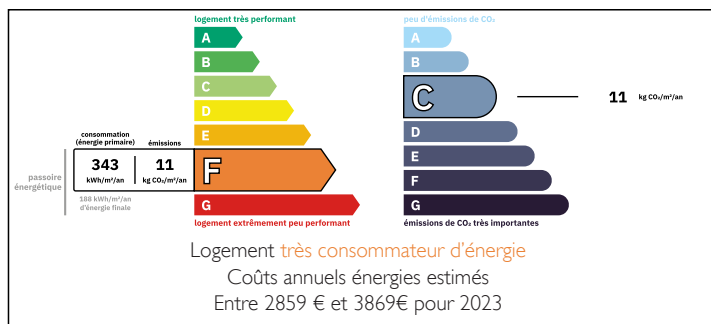 logement très performant
A
B
C
D
E
consommation
(énergie primaire)
émissions
343
kWh/m²/an
11
kg CO₂/m²/an
F
passoire
énergétique
188 kWh/m²/an
d'énergie finale
G
logement extrêmement peu performant
peu d'émissions de CO₂
A
B
C
11 kg CO₂/m²/an
D
E
F
G
émissions de CO₂ très importantes
Logement très consommateur d'énergie
Coûts annuels énergies estimés
Entre 2859 € et 3869€ pour 2023